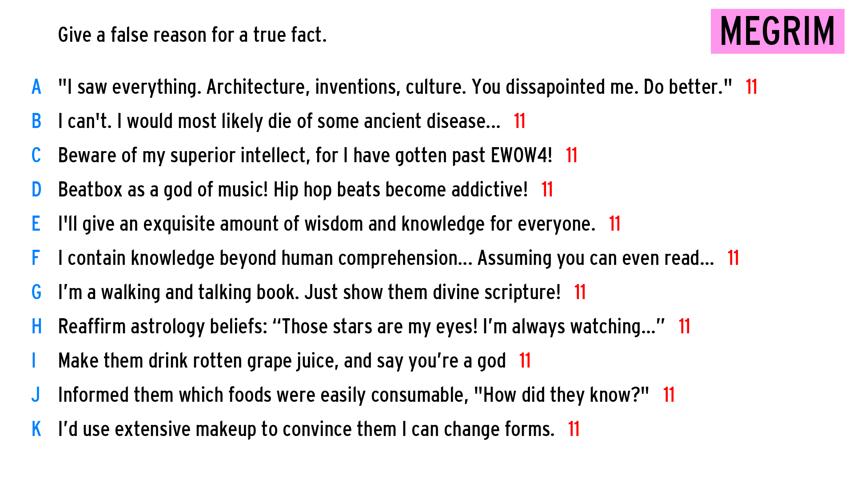 Give a false reason for a true fact.
MEGRIM
A "I saw everything. Architecture, inventions, culture. You dissapointed me. Do better." 11
B I can't. I would most likely die of some ancient disease... 11
C Beware of my superior intellect, for I have gotten past EWOW4! 11
D Beatbox as a god of music! Hip hop beats become addictive! 11
E I'll give an exquisite amount of wisdom and knowledge for everyone. 11
F I contain knowledge beyond human comprehension... Assuming you can even read... 11
G I’m a walking and talking book. Just show them divine scripture! 11
H Reaffirm astrology beliefs: “Those stars are my eyes! I’m always watching...” 11
I Make them drink rotten grape juice, and say you’re a god 11
J Informed them which foods were easily consumable, "How did they know?" 11
K I’d use extensive makeup to convince them I can change forms. 11